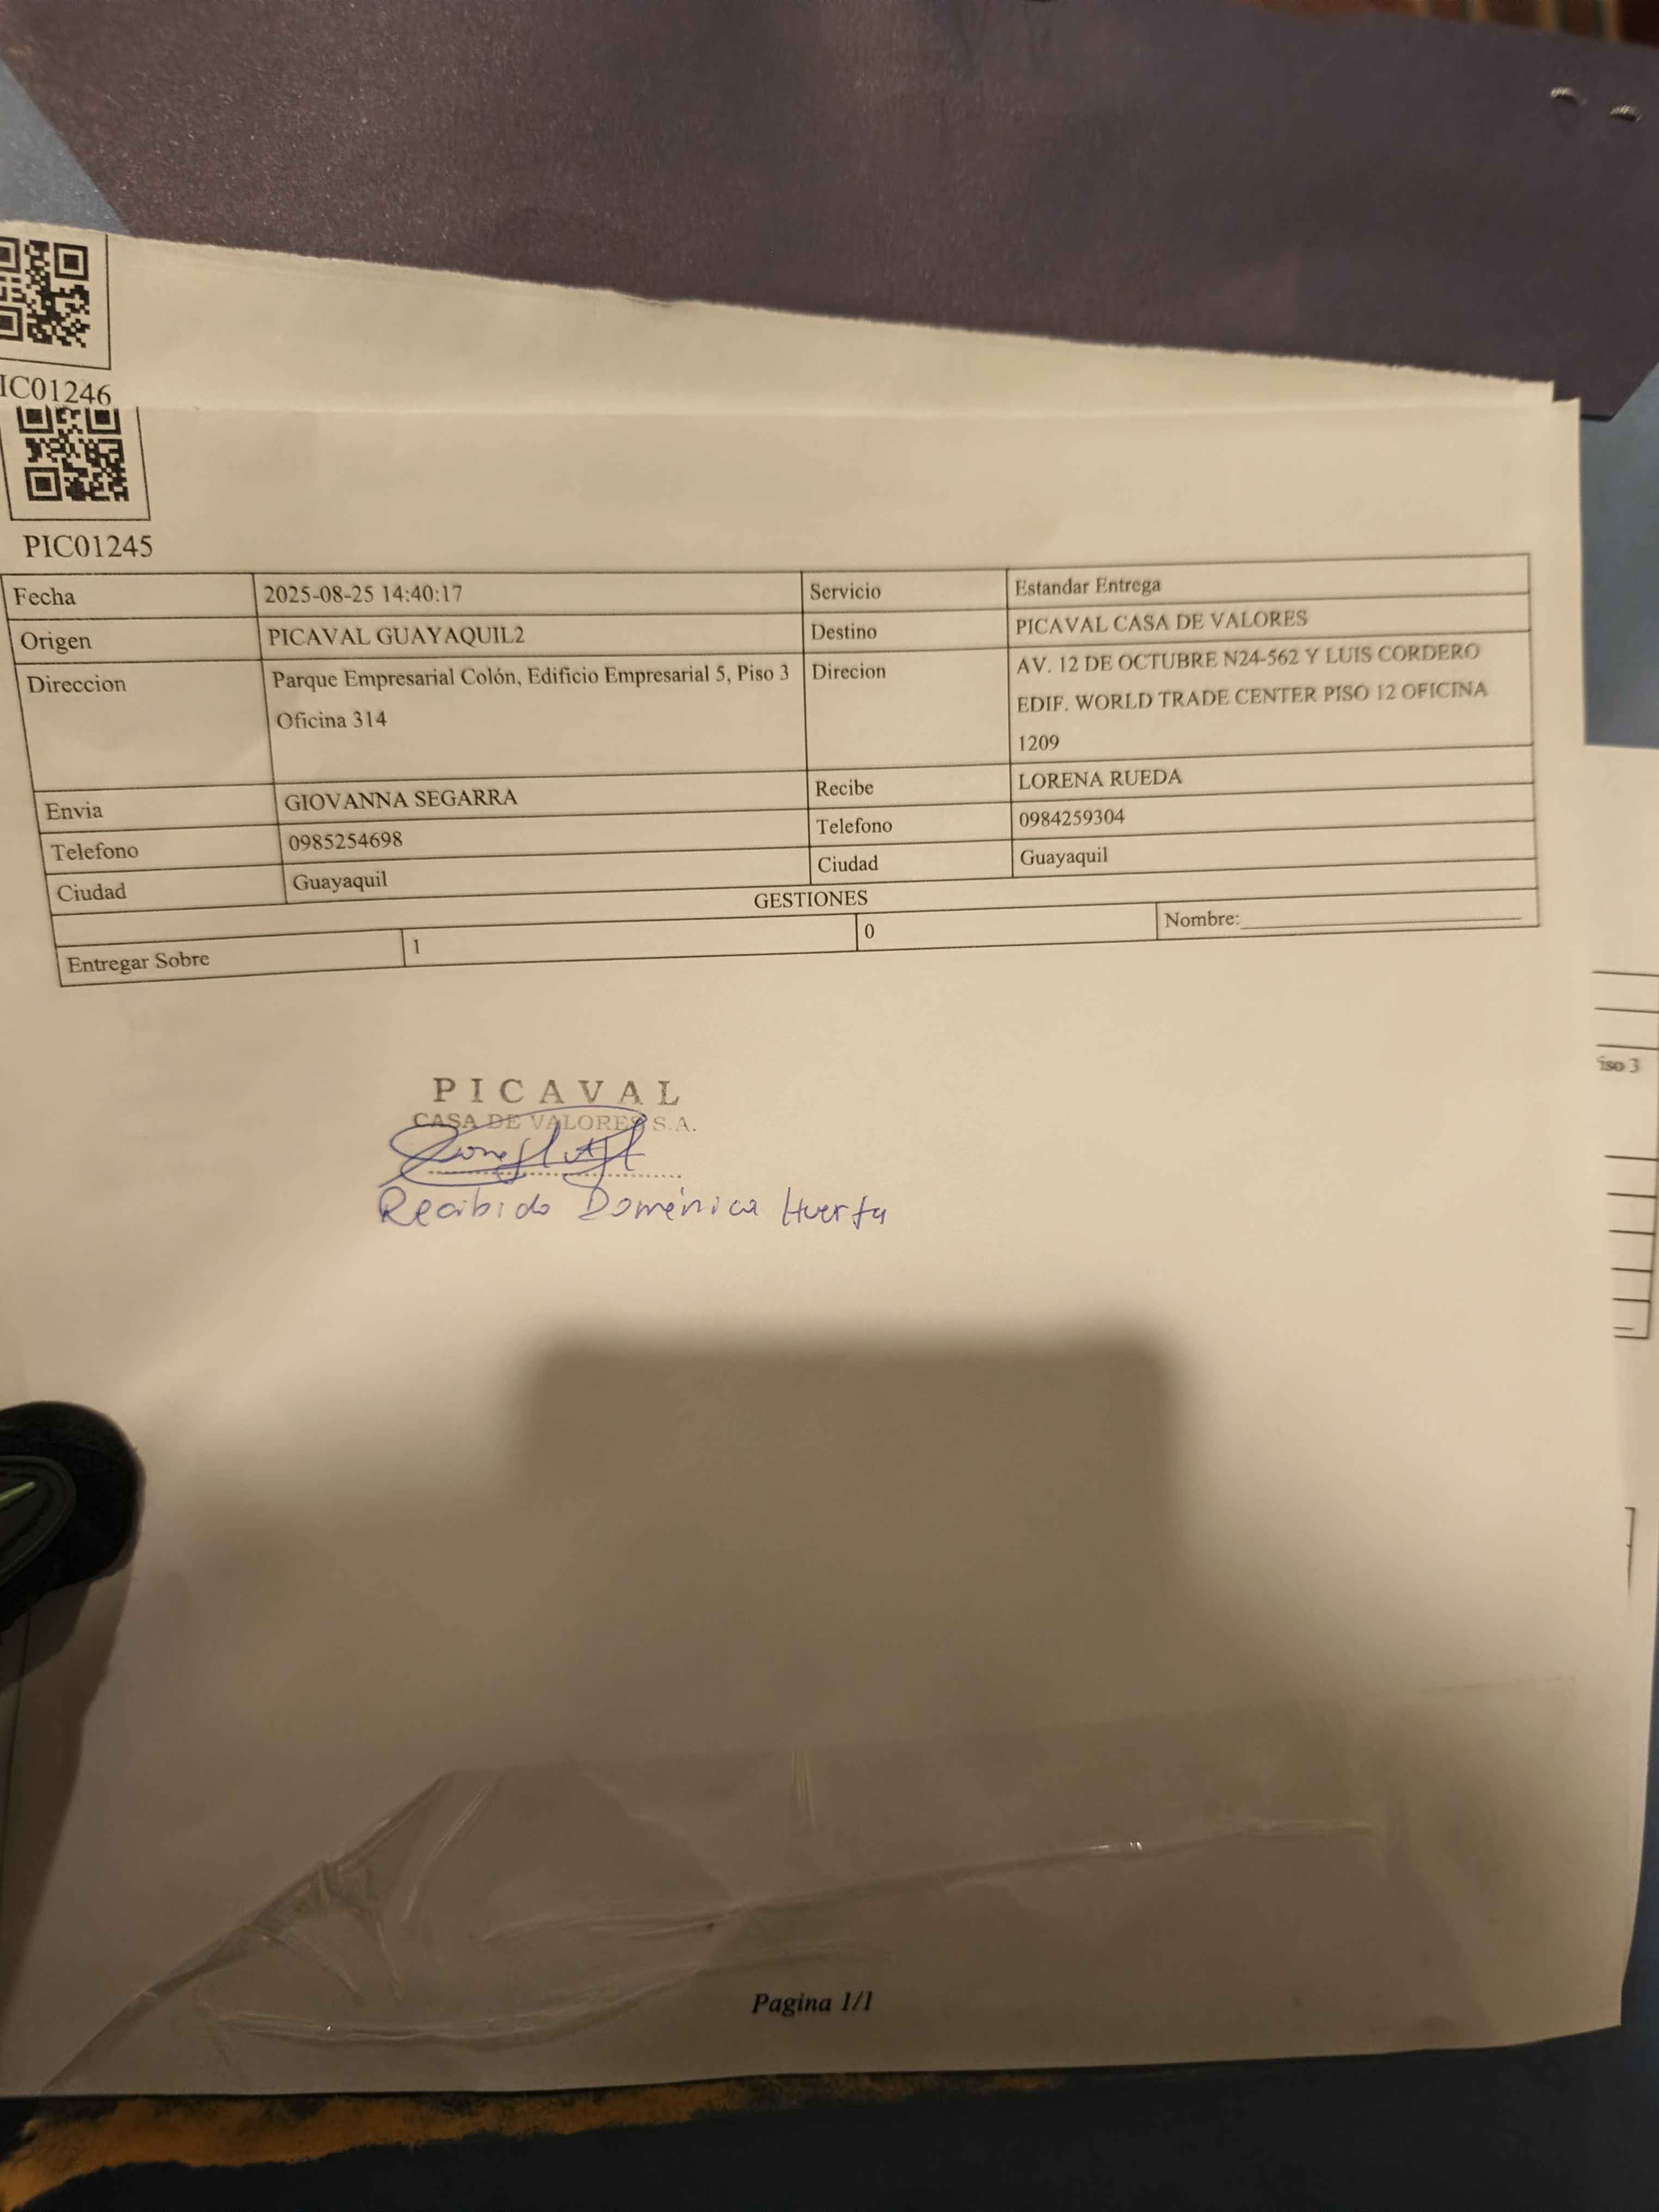 IC01246
PIC01245
Fecha 2025-08-25 14:40:17 Servicio Estandar Entrega
Origen PICAVAL GUAYAQUIL2 Destino PICAVAL CASA DE VALORES
Direccion Parque Empresarial Colón, Edificio Empresarial 5, Piso 3 Direcion AV. 12 DE OCTUBRE N24-562 Y LUIS CORDERO
Oficina 314 EDIF. WORLD TRADE CENTER PISO 12 OFICINA
1209
Envia GIOVANNA SEGARRA Recibe LORENA RUEDA
Telefono 0985254698 Telefono 0984259304
Ciudad Guayaquil Ciudad Guayaquil
GESTIONES
Entregar Sobre 1 0 Nombre:
iso 3
PICAVAL
CASA DE VALORES S.A.
Recibido Doménica Huerta
Pagina 1/1